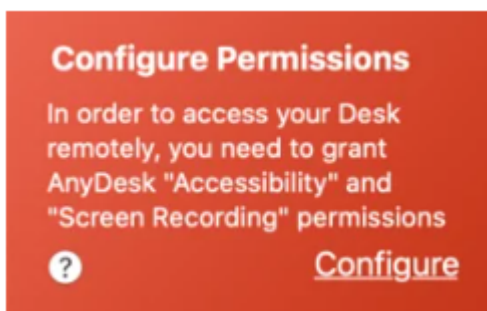 Configure Permissions
In order to access your Desk
remotely, you need to grant
AnyDesk "Accessibility" and
"Screen Recording" permissions
?
Configure